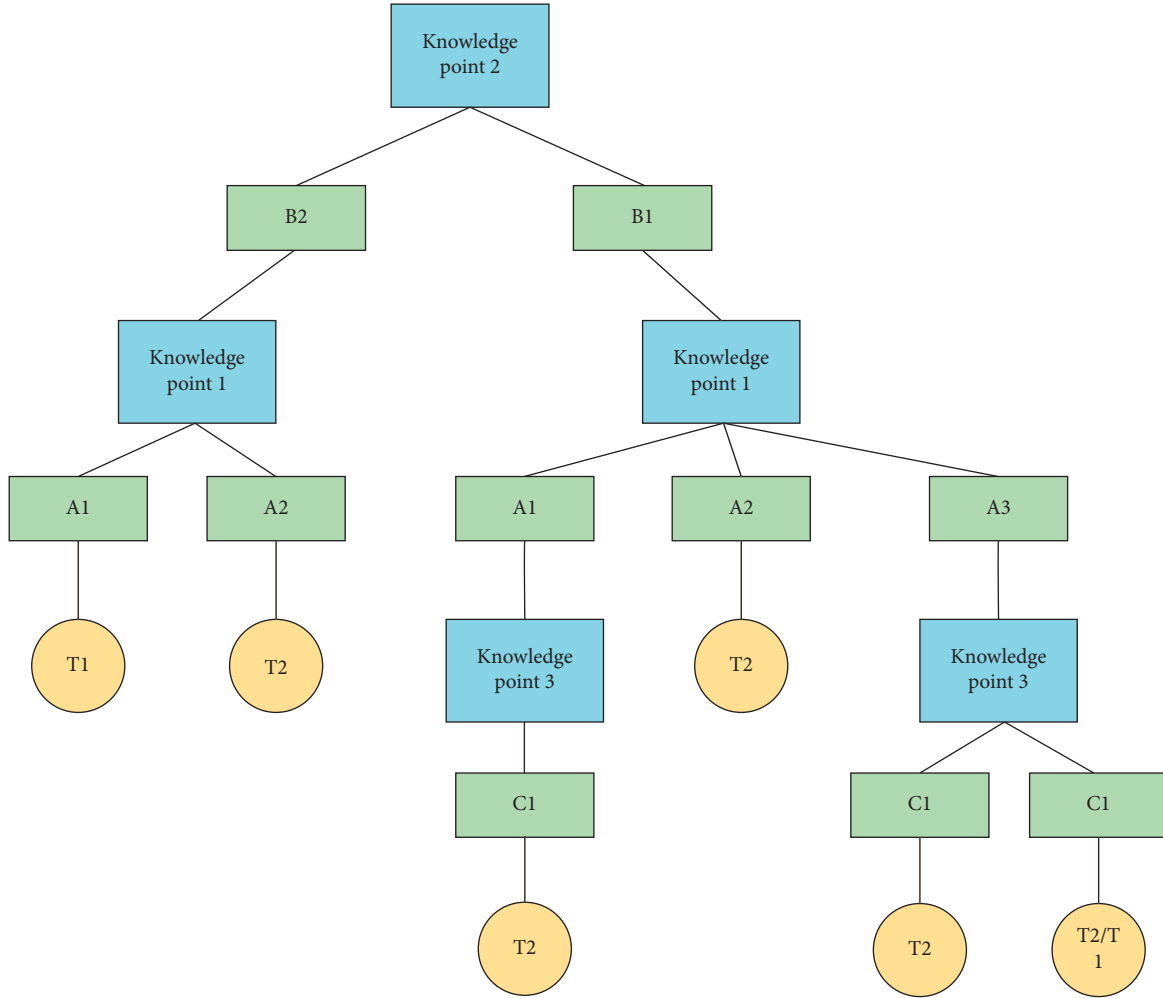 Knowledge
point 2
B2
B1
Knowledge
point 1
Knowledge
point 1
A1
A2
A1
A2
A3
T1
T2
Knowledge
point 3
T2
Knowledge
point 3
C1
C1
C1
T2
T2
T2/T
1